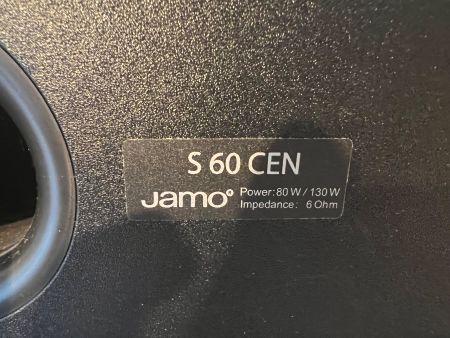 S 60 CEN
Jamo
Power: 80 W / 130 W
Impedance: 6 Ohm